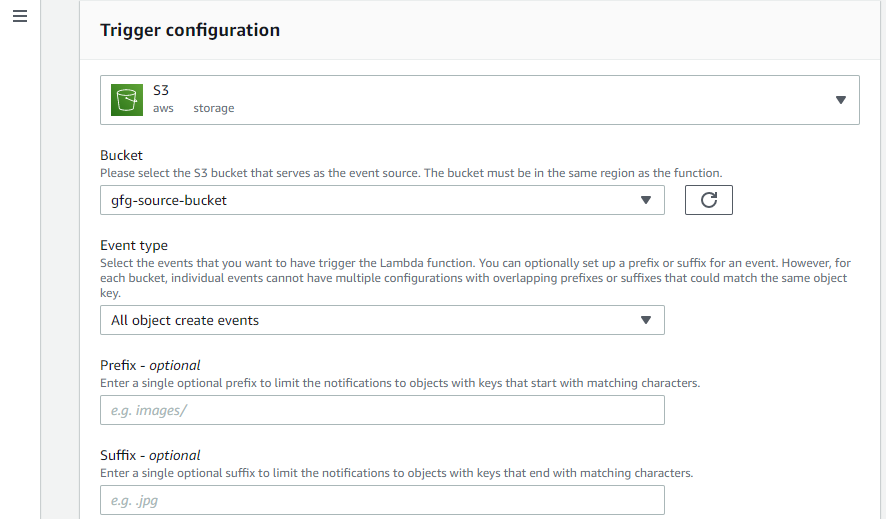 Trigger configuration
S3
aws storage
Bucket
Please select the S3 bucket that serves as the event source. The bucket must be in the same region as the function.
gfg-source-bucket
Event type
Select the events that you want to have trigger the Lambda function. You can optionally set up a prefix or suffix for an event. However, for
each bucket, individual events cannot have multiple configurations with overlapping prefixes or suffixes that could match the same object
key.
All object create events
Prefix - optional
Enter a single optional prefix to limit the notifications to objects with keys that start with matching characters.
e.g. images/
Suffix - optional
Enter a single optional suffix to limit the notifications to objects with keys that end with matching characters.
e.g. .jpg